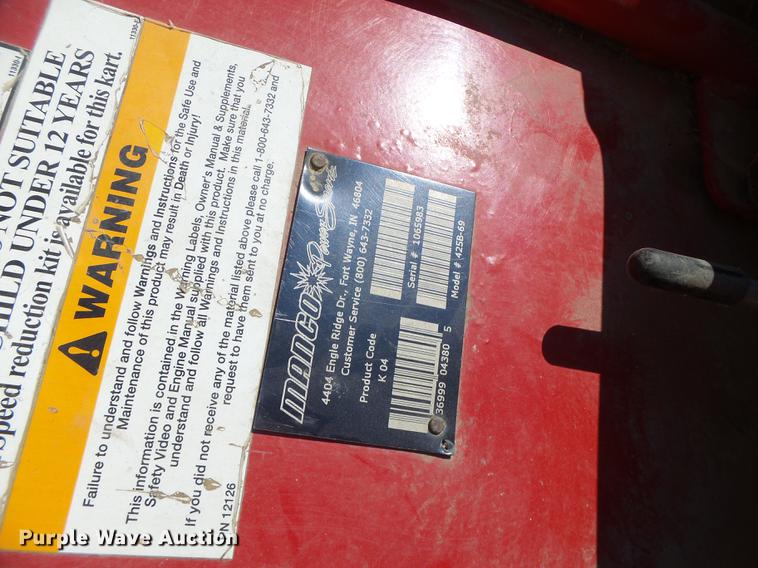 11330-1
11330-F
NOT SUITABLE
CHILD UNDER 12 YEARS
speed reduction kit is available for this kart.
WARNING
Failure to understand and follow Warnings and Instructions for the Safe Use and
Maintenance of this product may result in Death or Injury!
This information is contained in the Warning Labels, Owner's Manual & Supplements,
Safety Video and Engine Manual supplied with this product. Make sure that you
understand and follow all Warnings and Instructions in this material.
If you did not receive any of the material listed above please call 1-800-643-7332 and
request to have them sent to you at no charge.
N 12126
MANCO Power Sports
4404 Engle Ridge Dr., Fort Wayne, IN 46804
Customer Service (800) 643-7332
Product Code
K 04
36999 04380 5
Serial # 1065983
Model # 425B-69
Purple Wave Auction